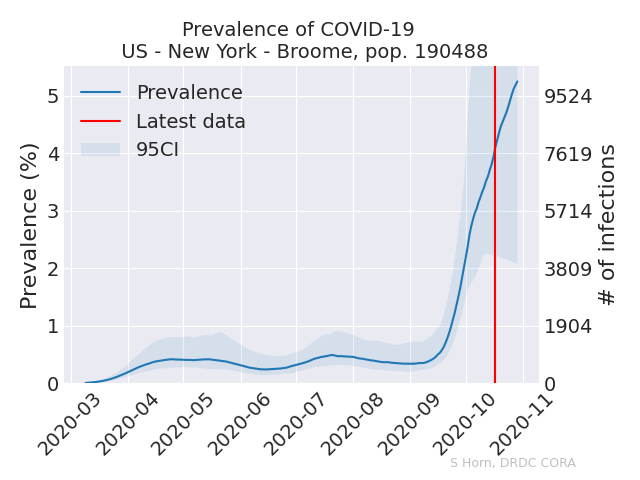 Prevalence of COVID-19
US - New York - Broome, pop. 190488
Prevalence
Latest data
95CI
Prevalence (%)
5
4
3
2
1
0
9524
7619
5714
3809
1904
0
# of infections
2020-03
2020-04
2020-05
2020-06
2020-07
2020-08
2020-09
2020-10
2020-11
S Horn, DRDC CORA